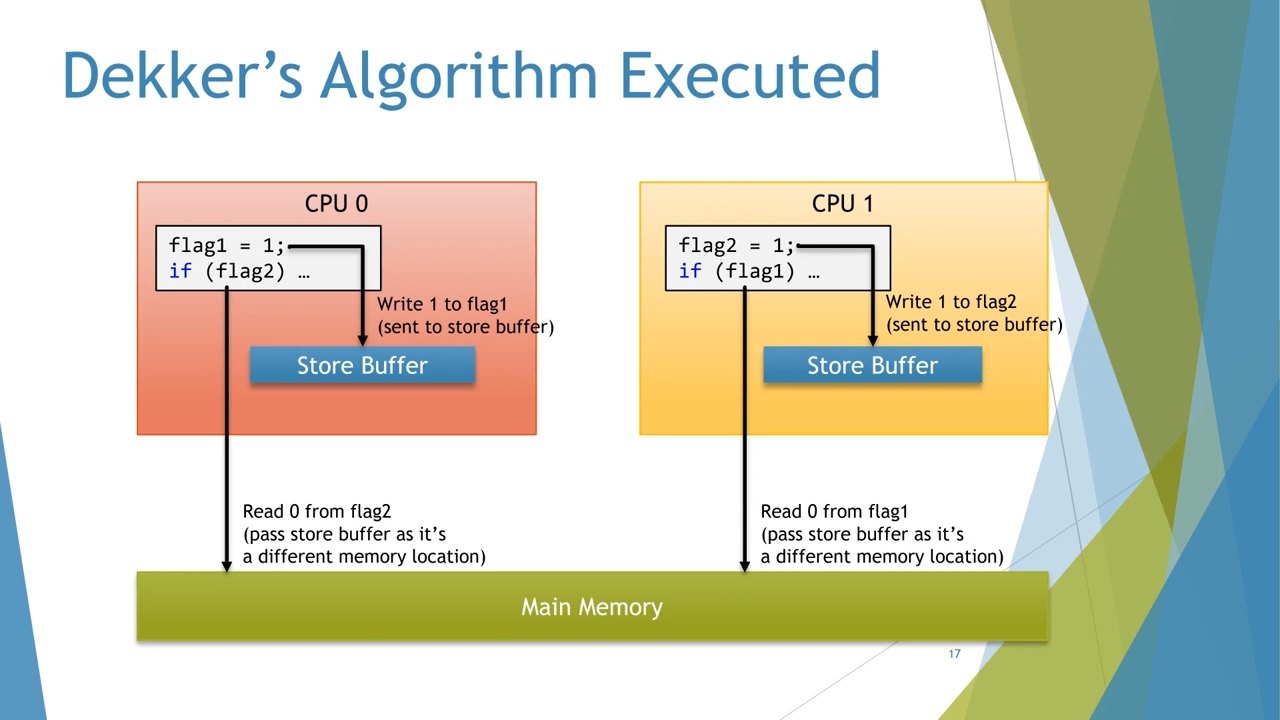 Dekker’s Algorithm Executed
CPU 0
flag1 = 1;
if (flag2) …
Write 1 to flag1
(sent to store buffer)
Store Buffer
Read 0 from flag2
(pass store buffer as it’s
a different memory location)
CPU 1
flag2 = 1;
if (flag1) …
Write 1 to flag2
(sent to store buffer)
Store Buffer
Read 0 from flag1
(pass store buffer as it’s
a different memory location)
Main Memory
17